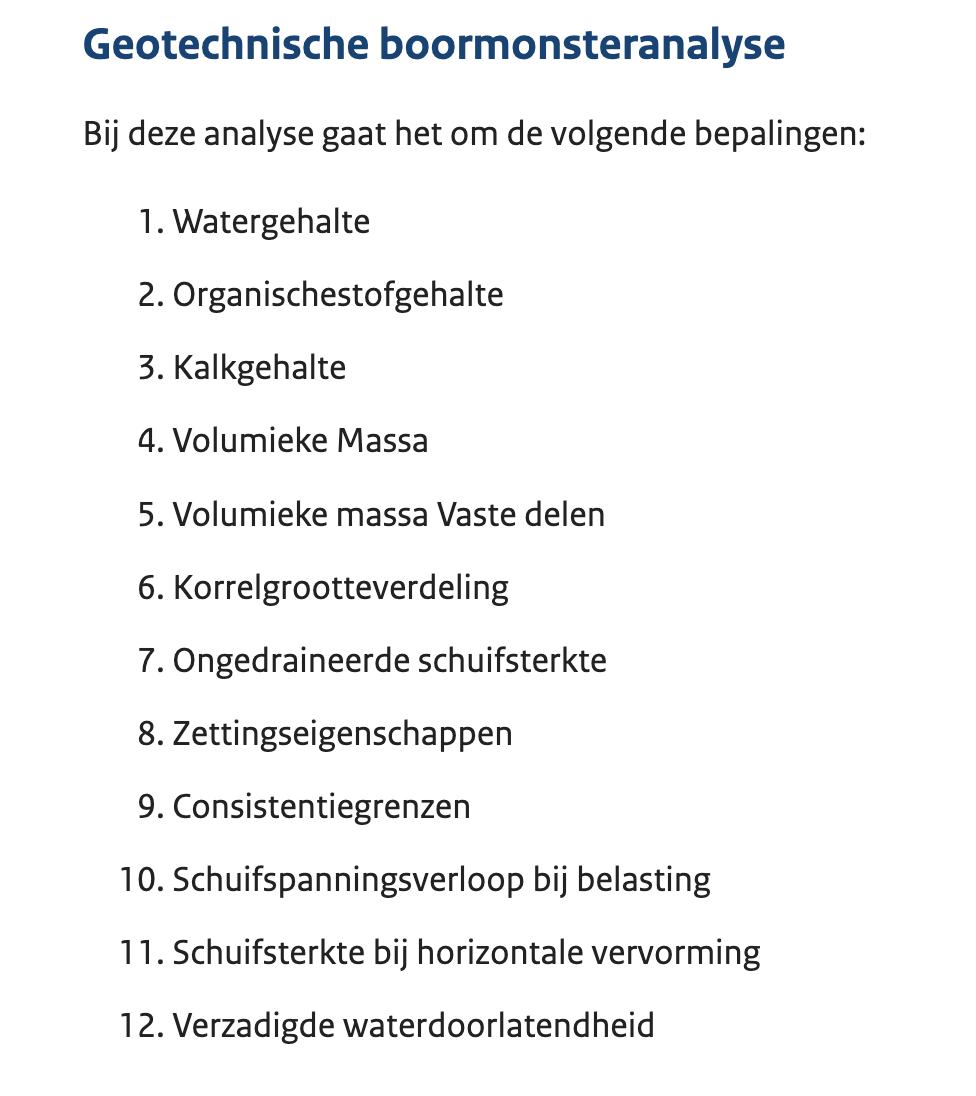 Geotechnische boormonsteranalyse
Bij deze analyse gaat het om de volgende bepalingen:
1. Watergehalte
2. Organischestofgehalte
3. Kalkgehalte
4. Volumieke Massa
5. Volumieke massa Vaste delen
6. Korrelgrootteverdeling
7. Ongedraineerde schuifsterkte
8. Zettingseigenschappen
9. Consistentiegrenzen
10. Schuifspanningsverloop bij belasting
11. Schuifsterkte bij horizontale vervorming
12. Verzadigde waterdoorlatendheid